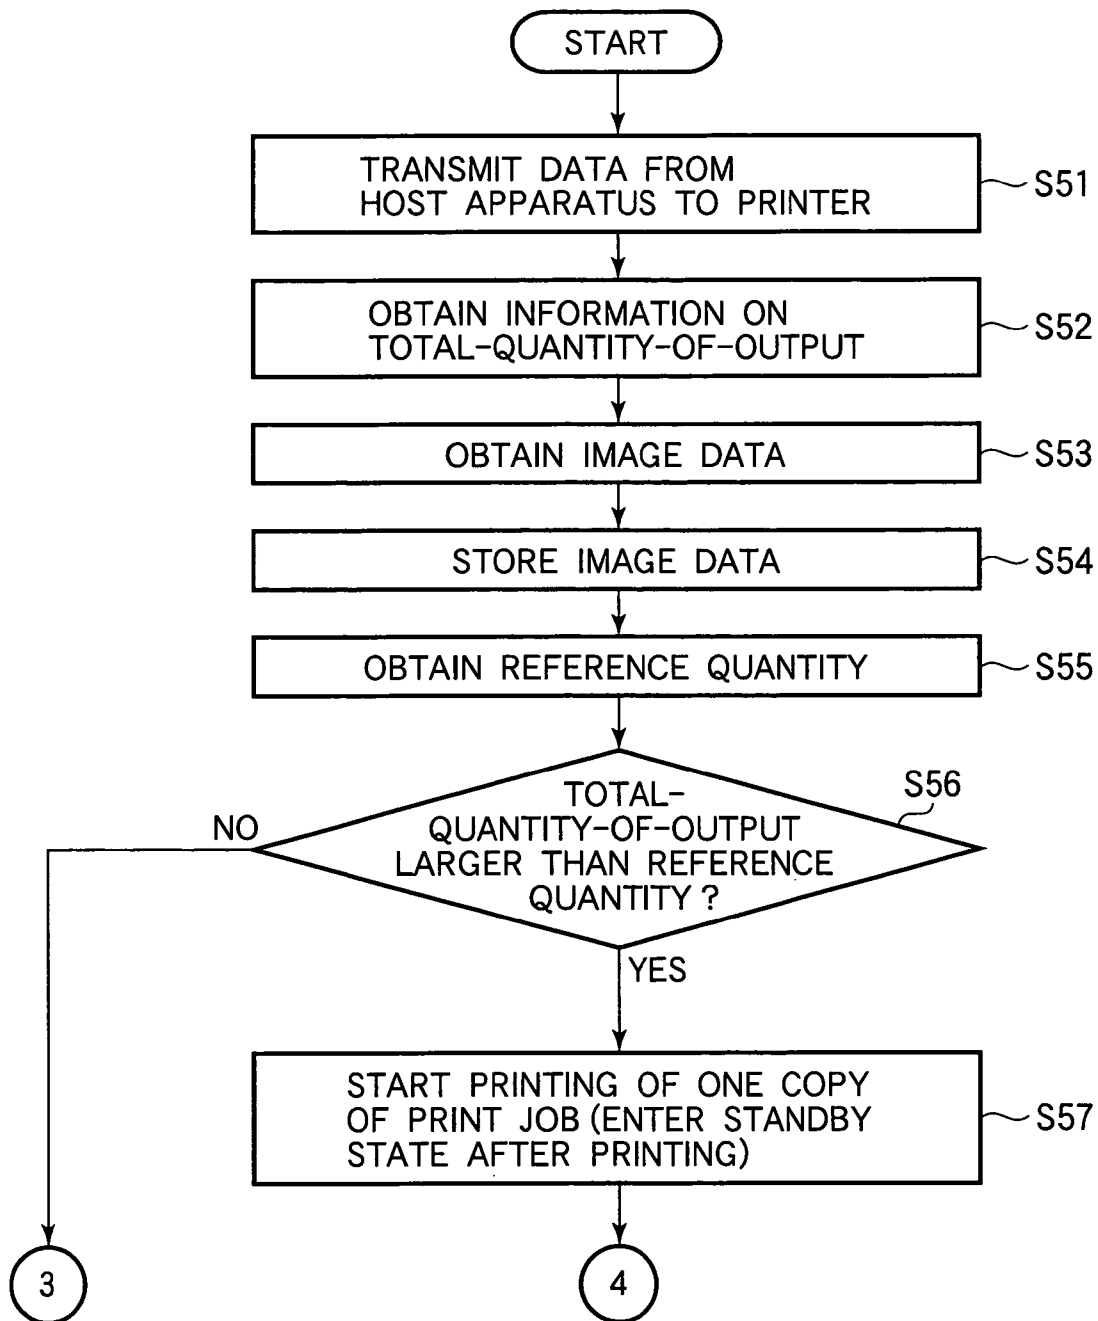 START
TRANSMIT DATA FROM
HOST APPARATUS TO PRINTER
S51
OBTAIN INFORMATION ON
TOTAL-QUANTITY-OF-OUTPUT
S52
OBTAIN IMAGE DATA
S53
STORE IMAGE DATA
S54
OBTAIN REFERENCE QUANTITY
S55
S56
TOTAL-
QUANTITY-OF-OUTPUT
LARGER THAN REFERENCE
QUANTITY?
NO
YES
START PRINTING OF ONE COPY
OF PRINT JOB (ENTER STANDBY
STATE AFTER PRINTING)
S57
3
4